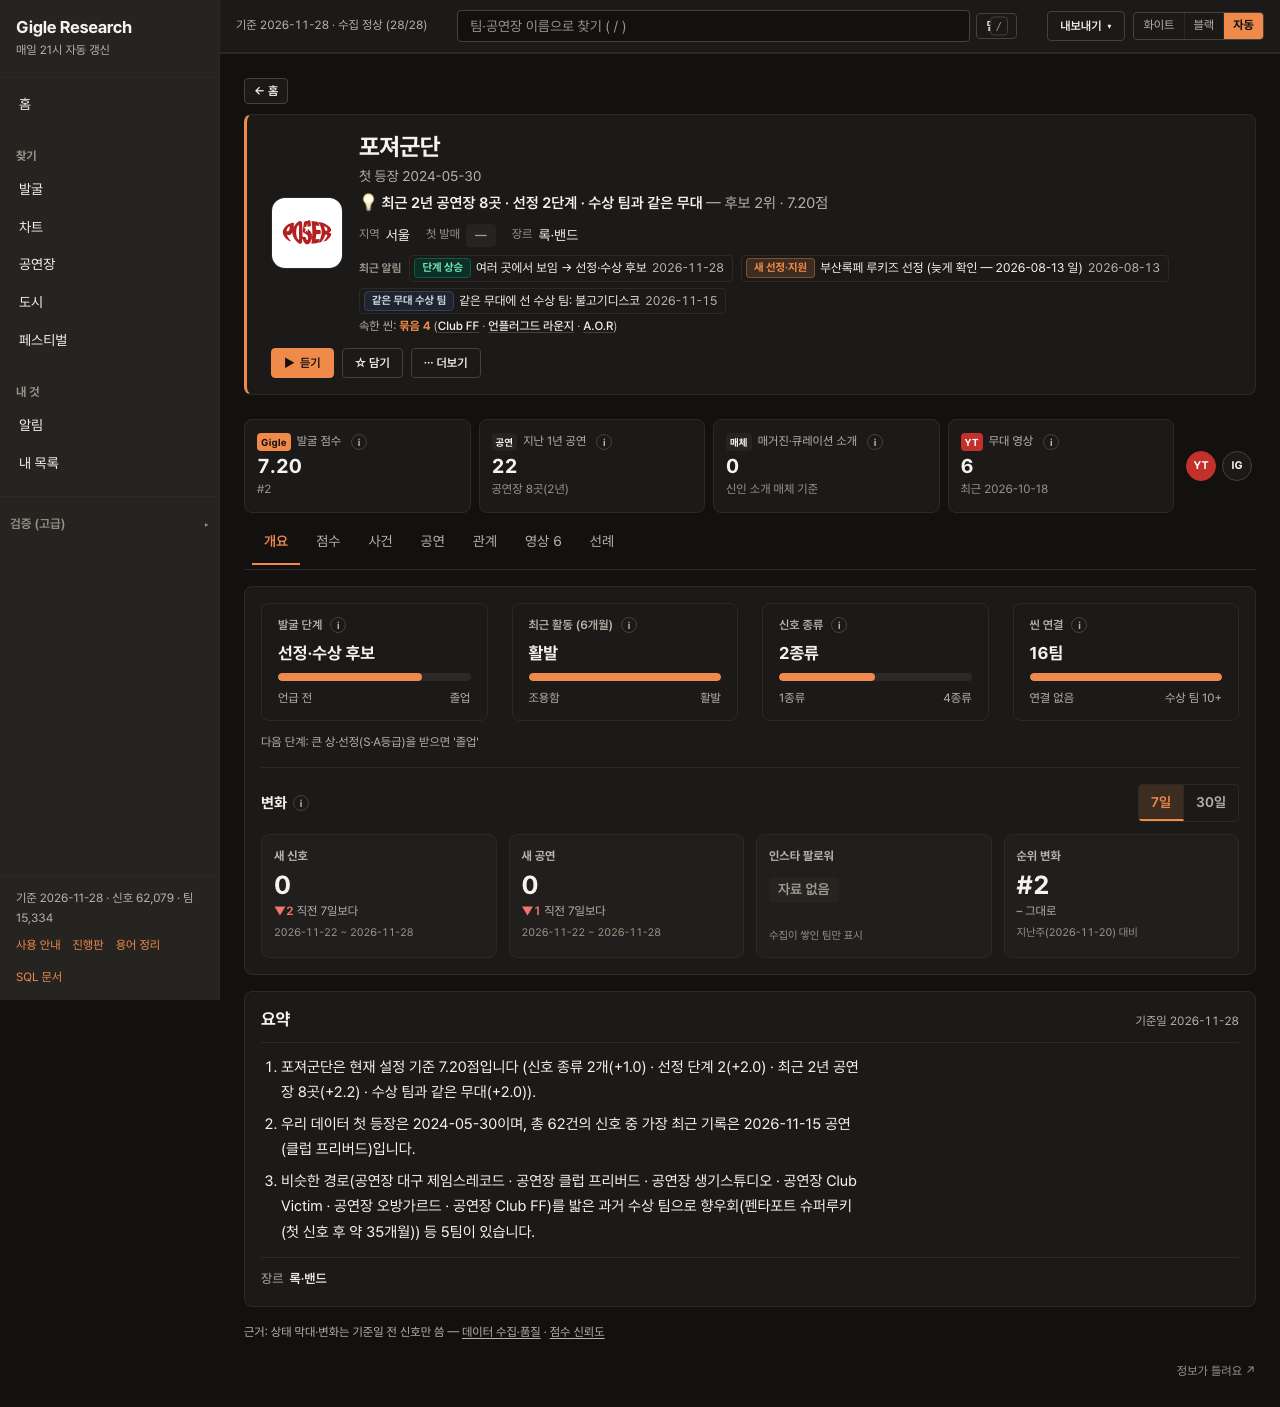 Gigle Research
매일 21시 자동 갱신
홈
찾기
발굴
차트
공연장
도시
페스티벌
내 것
알림
내 목록
검증 (고급)
기준 2026-11-28 · 신호 62,079 · 팀
15,334
사용 안내 진행판 용어 정리
SQL 문서
기준 2026-11-28 · 수집 정상 (28/28)
팀·공연장 이름으로 찾기 ( / )
/
내보내기 ▾
화이트 블랙 자동
← 홈
POSER
포져군단
첫 등장 2024-05-30
💡 최근 2년 공연장 8곳 · 선정 2단계 · 수상 팀과 같은 무대 — 후보 2위 · 7.20점
지역 서울 첫 발매 — 장르 록·밴드
최근 알림 단계 상승 여러 곳에서 보임 → 선정·수상 후보 2026-11-28 새 선정·지원 부산록페 루키즈 선정 (늦게 확인 — 2026-08-13 일) 2026-08-13
같은 무대 수상 팀 같은 무대에 선 수상 팀: 불고기디스코 2026-11-15
속한 씬: 묶음 4 (Club FF · 언플러그드 라운지 · A.O.R)
▶ 듣기 ☆ 담기 ··· 더보기
Gigle 발굴 점수 i
7.20
#2
공연 지난 1년 공연 i
22
공연장 8곳(2년)
매체 매거진·큐레이션 소개 i
0
신인 소개 매체 기준
YT 무대 영상 i
6
최근 2026-10-18
YT IG
개요 점수 사건 공연 관계 영상 6 선례
발굴 단계 i
선정·수상 후보
언급 전 졸업
최근 활동 (6개월) i
활발
조용함 활발
신호 종류 i
2종류
1종류 4종류
씬 연결 i
16팀
연결 없음 수상 팀 10+
다음 단계: 큰 상·선정(S·A등급)을 받으면 '졸업'
변화 i
7일 30일
새 신호
0
▼2 직전 7일보다
2026-11-22 ~ 2026-11-28
새 공연
0
▼1 직전 7일보다
2026-11-22 ~ 2026-11-28
인스타 팔로워
자료 없음
수집이 쌓인 팀만 표시
순위 변화
#2
– 그대로
지난주(2026-11-20) 대비
요약
기준일 2026-11-28
1. 포져군단은 현재 설정 기준 7.20점입니다 (신호 종류 2개(+1.0) · 선정 단계 2(+2.0) · 최근 2년 공연
장 8곳(+2.2) · 수상 팀과 같은 무대(+2.0)).
2. 우리 데이터 첫 등장은 2024-05-30이며, 총 62건의 신호 중 가장 최근 기록은 2026-11-15 공연
(클럽 프리버드)입니다.
3. 비슷한 경로(공연장 대구 제임스레코드 · 공연장 클럽 프리버드 · 공연장 생기스튜디오 · 공연장 Club
Victim · 공연장 오방가르드 · 공연장 Club FF)를 밟은 과거 수상 팀으로 향우회(펜타포트 슈퍼루키
(첫 신호 후 약 35개월)) 등 5팀이 있습니다.
장르 록·밴드
근거: 상태 막대·변화는 기준일 전 신호만 씀 — 데이터 수집·품질 · 점수 신뢰도
정보가 틀려요 ↗